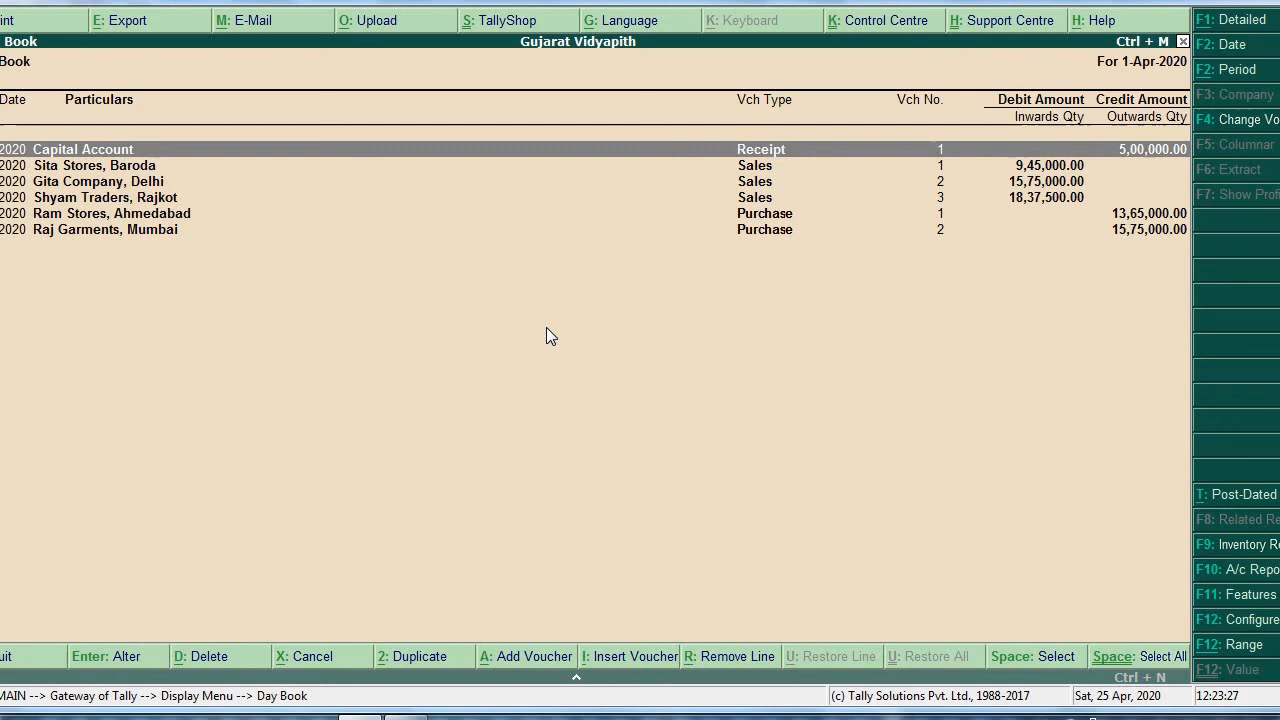 int E: Export M: E-Mail O: Upload S: TallyShop G: Language K: Keyboard K: Control Centre H: Support Centre H: Help
Book Gujarat Vidyapith Ctrl + M
Book For 1-Apr-2020
Date Particulars Vch Type Vch No. Debit Amount Credit Amount
Inwards Qty Outwards Qty
2020 Capital Account Receipt 1 5,00,000.00
2020 Sita Stores, Baroda Sales 1 9,45,000.00
2020 Gita Company, Delhi Sales 2 15,75,000.00
2020 Shyam Traders, Rajkot Sales 3 18,37,500.00
2020 Ram Stores, Ahmedabad Purchase 1 13,65,000.00
2020 Raj Garments, Mumbai Purchase 2 15,75,000.00
F1: Detailed
F2: Date
F2: Period
F3: Company
F4: Change Vo
F5: Columnar
F6: Extract
F7: Show Profi
T: Post-Dated
F8: Related Re
F9: Inventory Re
F10: A/c Repo
F11: Features
F12: Configure
F12: Range
F12: Value
uit Enter: Alter D: Delete X: Cancel 2: Duplicate A: Add Voucher I: Insert Voucher R: Remove Line U: Restore Line U: Restore All Space: Select Space: Select All
Ctrl + N
MAIN --> Gateway of Tally --> Display Menu --> Day Book (c) Tally Solutions Pvt. Ltd., 1988-2017 Sat, 25 Apr, 2020 12:23:27